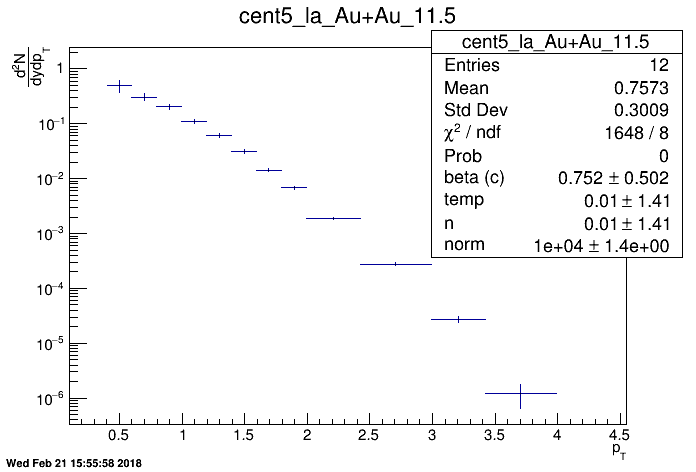 cent5_la_Au+Au_11.5
cent5_la_Au+Au_11.5
Entries 12
Mean 0.7573
Std Dev 0.3009
χ² / ndf 1648 / 8
Prob 0
beta (c) 0.752 ± 0.502
temp 0.01 ± 1.41
n 0.01 ± 1.41
norm 1e+04 ± 1.4e+00
d²N
dydp_T
1
10⁻¹
10⁻²
10⁻³
10⁻⁴
10⁻⁵
10⁻⁶
0.5 1 1.5 2 2.5 3 3.5 4 4.5
p_T
Wed Feb 21 15:55:58 2018